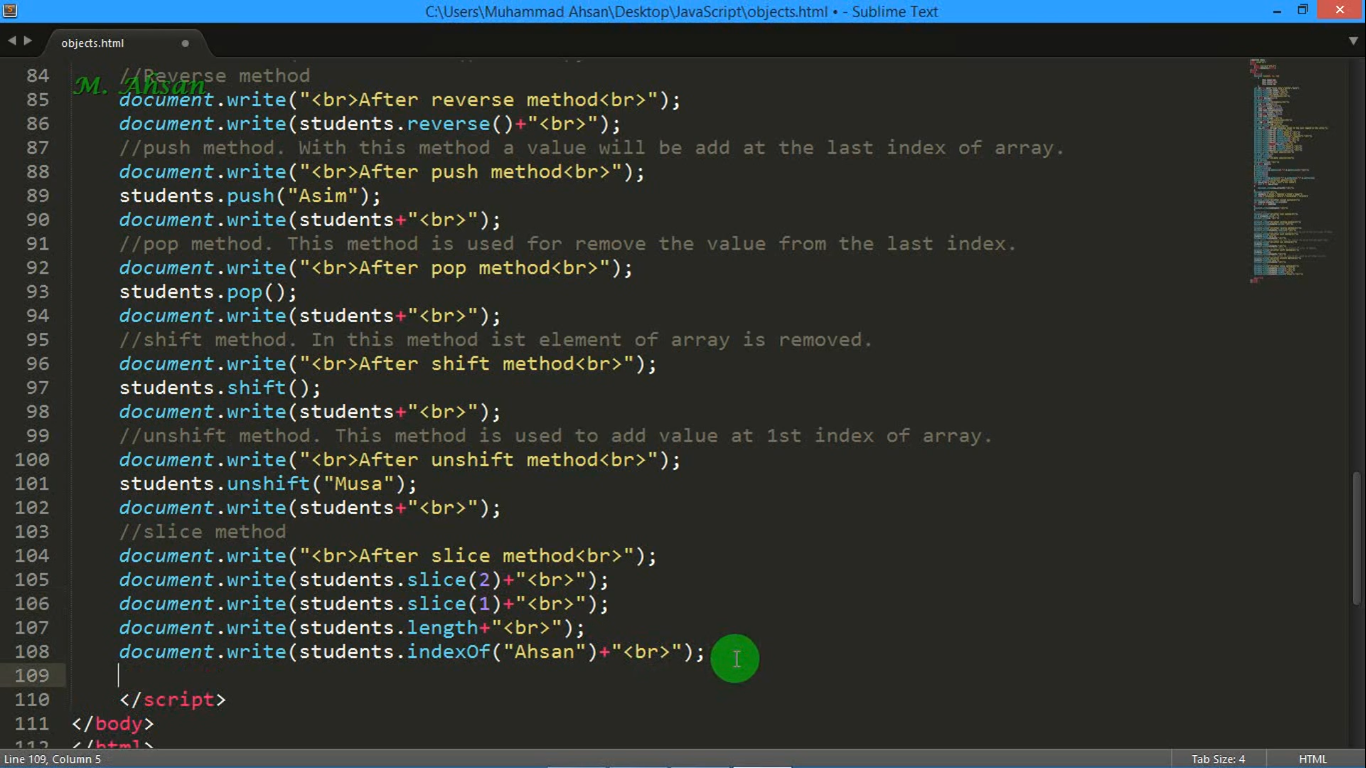 C:\Users\Muhammad Ahsan\Desktop\JavaScript\objects.html • - Sublime Text
objects.html
M. Ahsan
84 //Reverse method
85 document.write("<br>After reverse method<br>");
86 document.write(students.reverse()+"<br>");
87 //push method. With this method a value will be add at the last index of array.
88 document.write("<br>After push method<br>");
89 students.push("Asim");
90 document.write(students+"<br>");
91 //pop method. This method is used for remove the value from the last index.
92 document.write("<br>After pop method<br>");
93 students.pop();
94 document.write(students+"<br>");
95 //shift method. In this method ist element of array is removed.
96 document.write("<br>After shift method<br>");
97 students.shift();
98 document.write(students+"<br>");
99 //unshift method. This method is used to add value at 1st index of array.
100 document.write("<br>After unshift method<br>");
101 students.unshift("Musa");
102 document.write(students+"<br>");
103 //slice method
104 document.write("<br>After slice method<br>");
105 document.write(students.slice(2)+"<br>");
106 document.write(students.slice(1)+"<br>");
107 document.write(students.length+"<br>");
108 document.write(students.indexOf("Ahsan")+"<br>");
109
110 </script>
111 </body>
112 </html>
Line 109, Column 5
Tab Size: 4
HTML